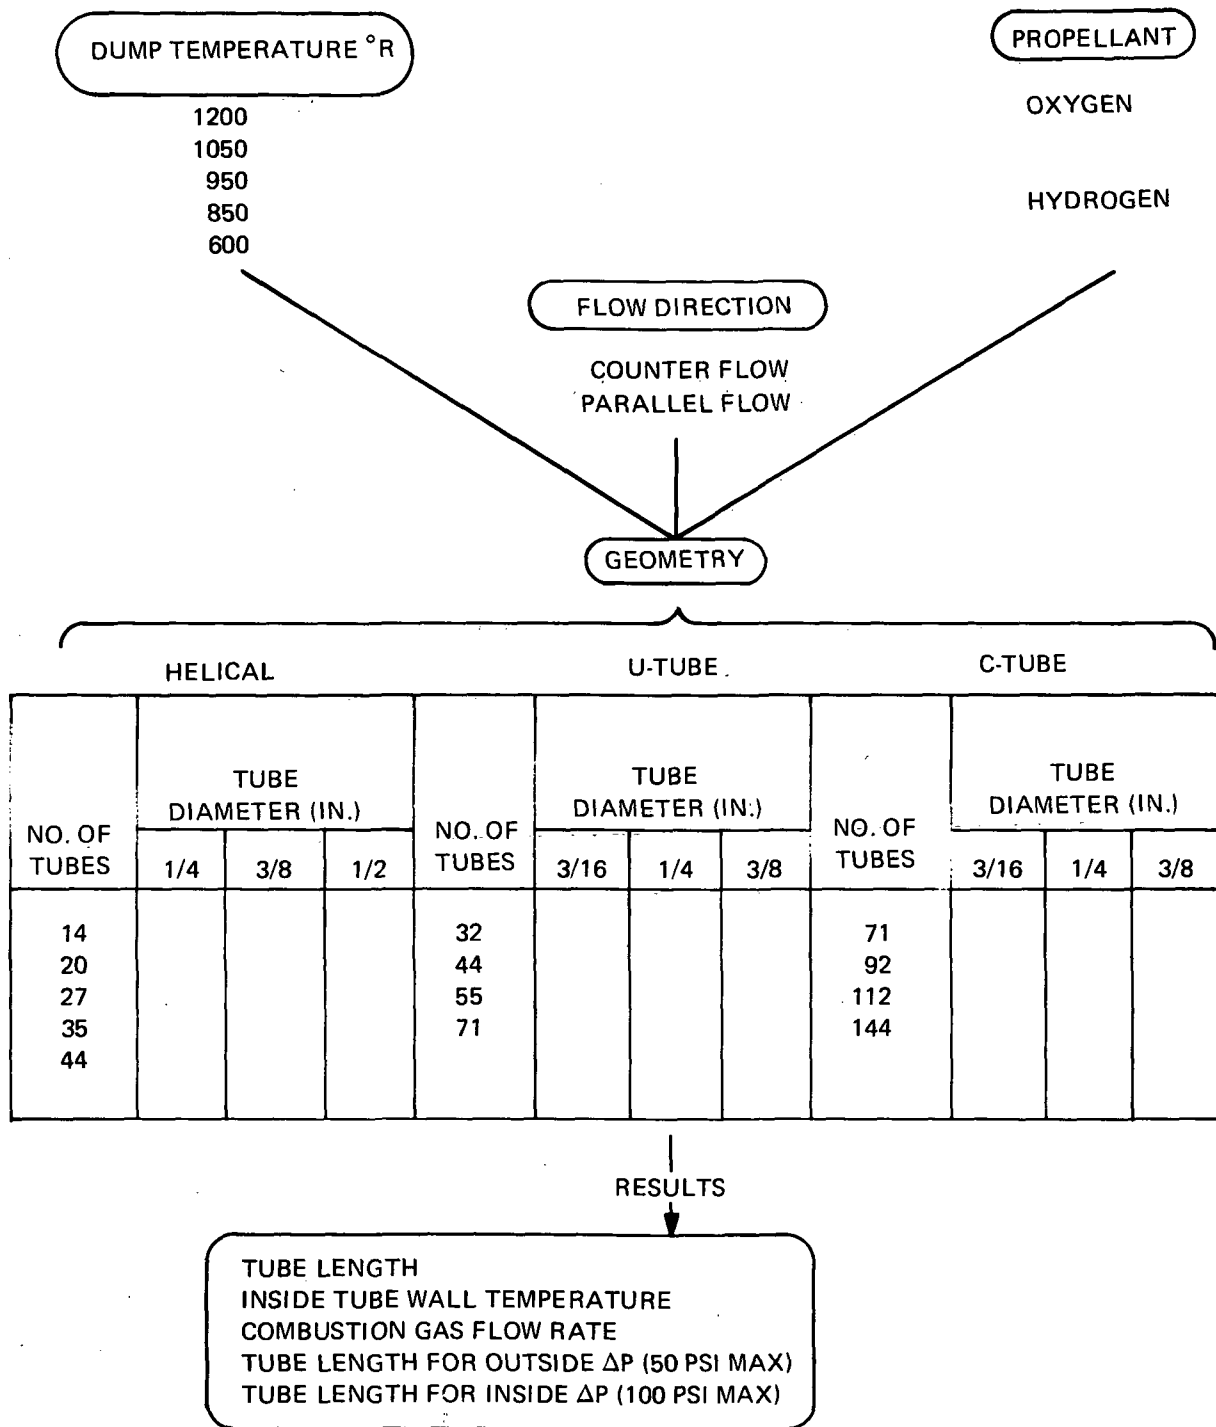 DUMP TEMPERATURE °R
1200
1050
950
850
600
PROPELLANT
OXYGEN
HYDROGEN
FLOW DIRECTION
COUNTER FLOW
PARALLEL FLOW
GEOMETRY
HELICAL
U-TUBE
C-TUBE
NO. OF
TUBES
TUBE
DIAMETER (IN.)
1/4
3/8
1/2
14
20
27
35
44
NO. OF
TUBES
TUBE
DIAMETER (IN.)
3/16
1/4
3/8
32
44
55
71
NO. OF
TUBES
TUBE
DIAMETER (IN.)
3/16
1/4
3/8
71
92
112
144
RESULTS
TUBE LENGTH
INSIDE TUBE WALL TEMPERATURE
COMBUSTION GAS FLOW RATE
TUBE LENGTH FOR OUTSIDE ΔP (50 PSI MAX)
TUBE LENGTH FOR INSIDE ΔP (100 PSI MAX)